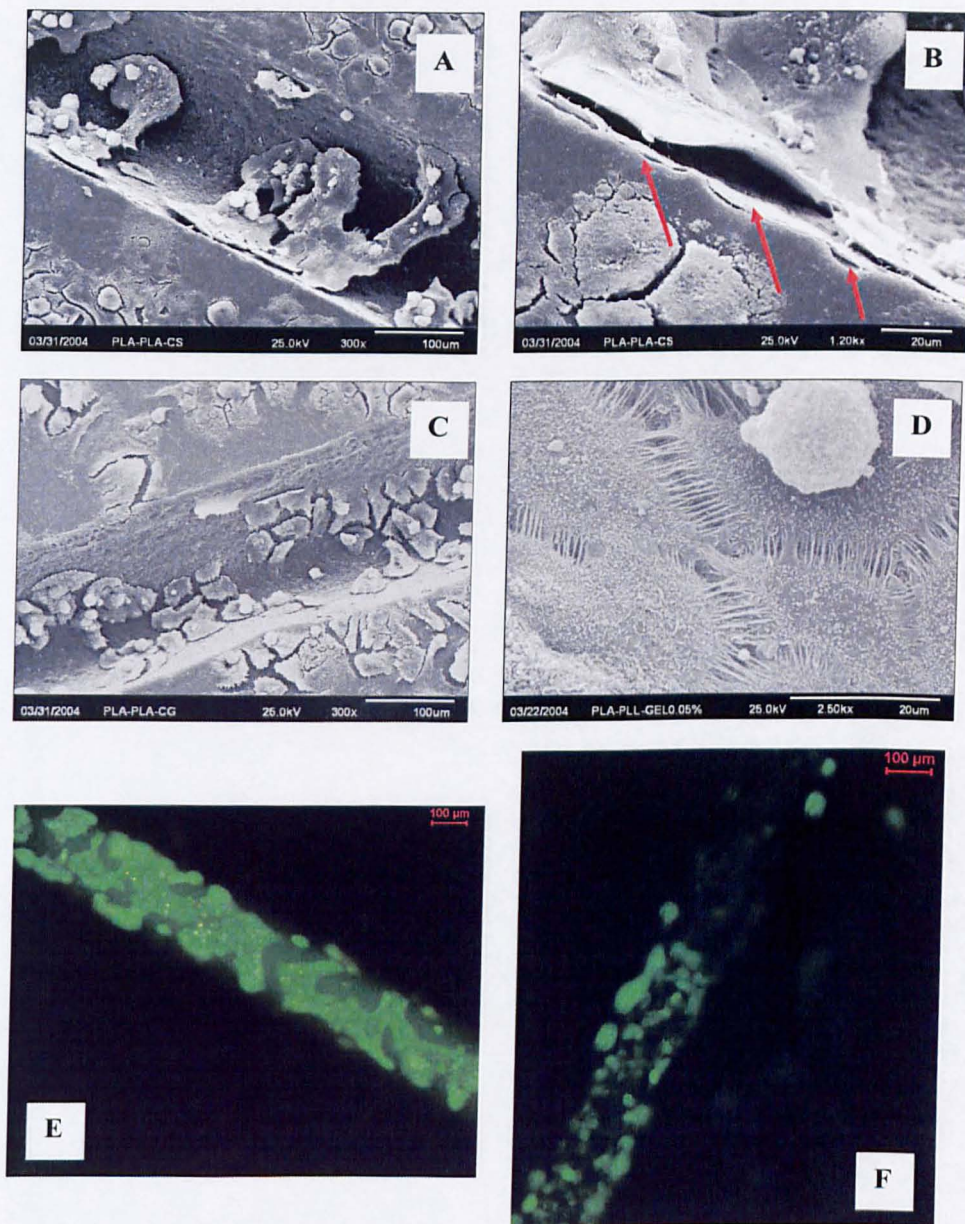 A
03/31/2004 PLA-PLA-CS 25.0kV 300x 100um
B
03/31/2004 PLA-PLA-CS 25.0kV 1.20kx 20um
C
03/31/2004 PLA-PLA-CG 25.0kV 300x 100um
D
03/22/2004 PLA-PLL-GEL0.05% 25.0kV 2.50kx 20um
100 µm
E
100 µm
F